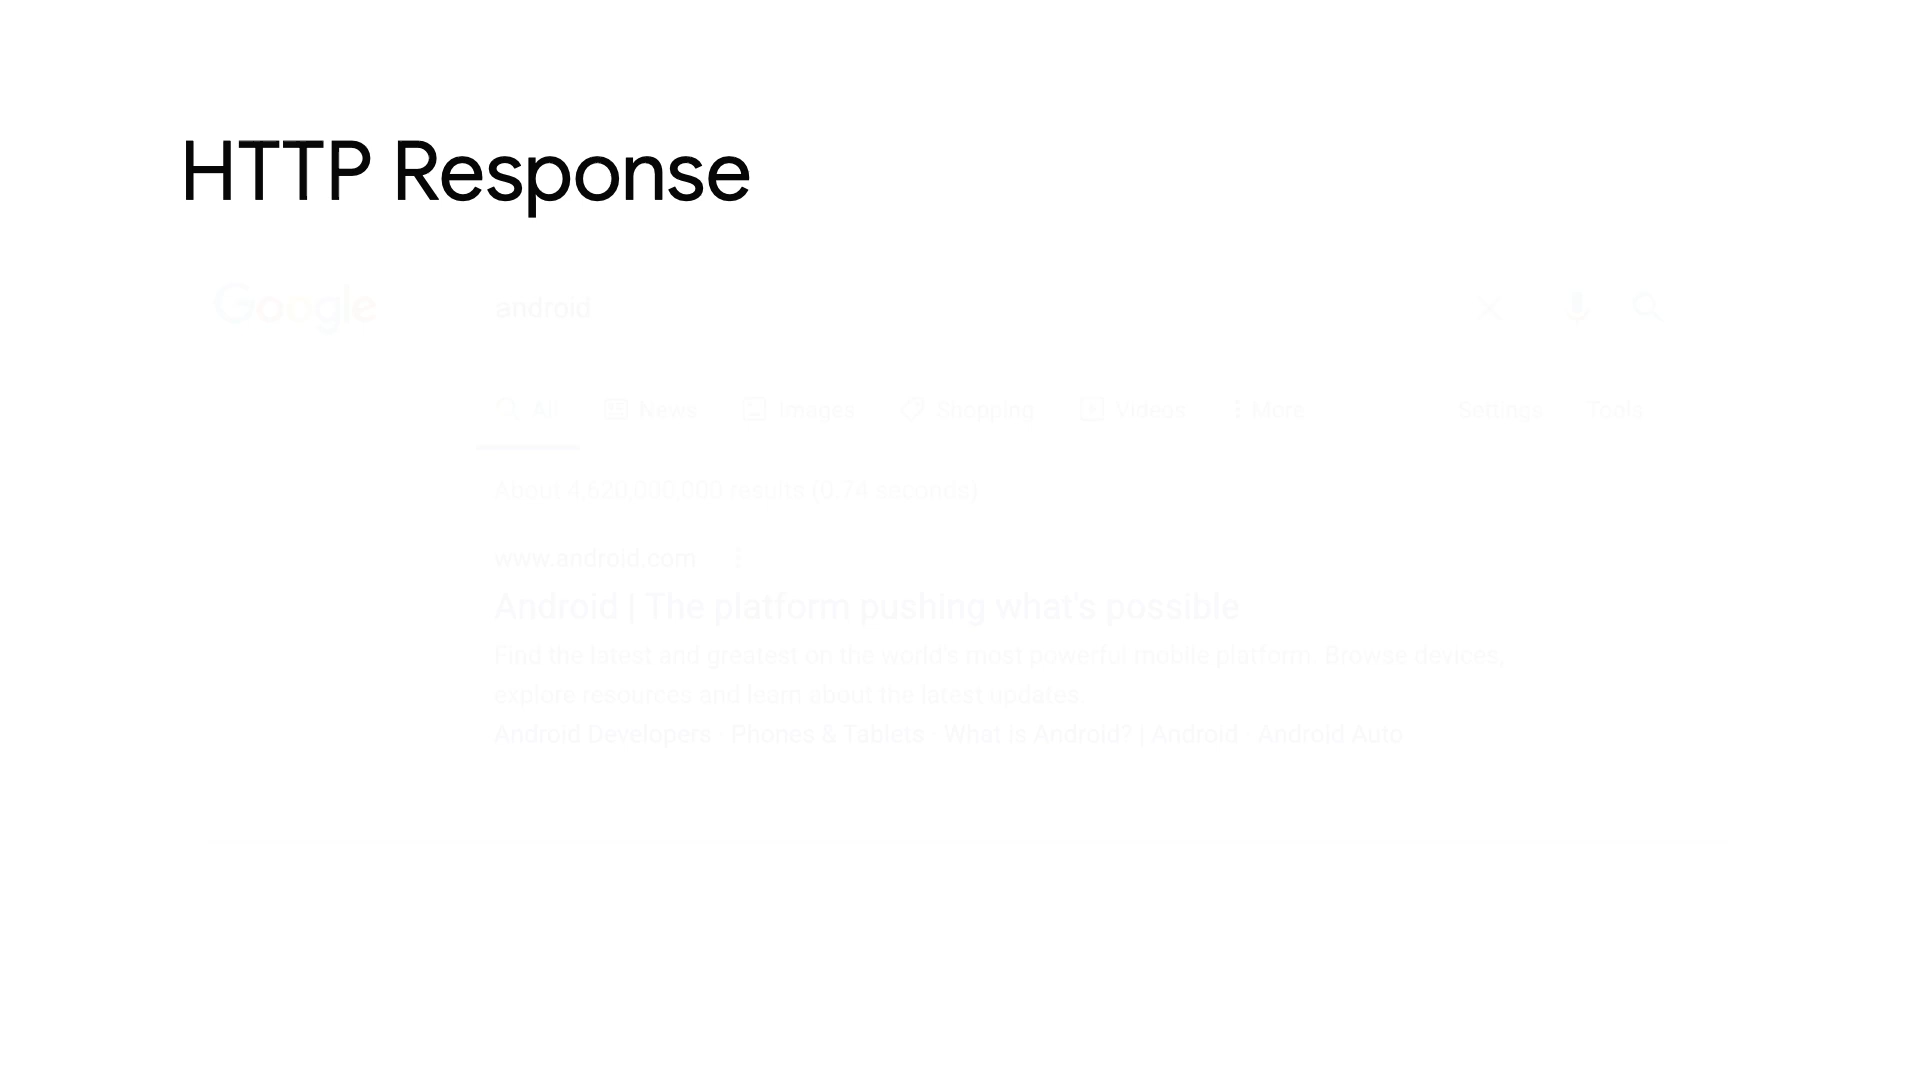 HTTP Response
Google
android
All News Images Shopping Videos More Settings Tools
About 4,620,000,000 results (0.74 seconds)
www.android.com
Android | The platform pushing what's possible
Find the latest and greatest on the world's most powerful mobile platform. Browse devices,
explore resources and learn about the latest updates
Android Developers · Phones & Tablets · What is Android? | Android · Android Auto